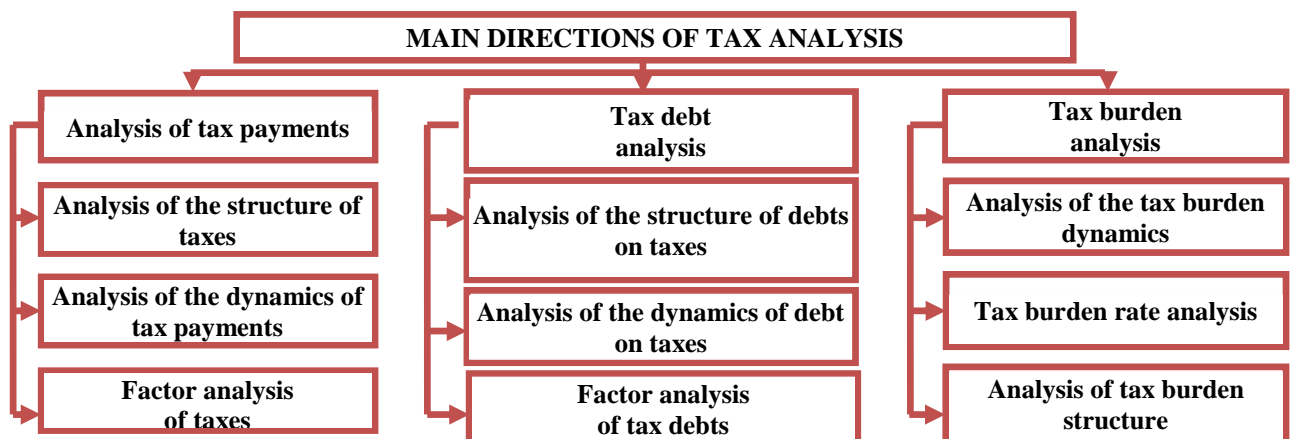 MAIN DIRECTIONS OF TAX ANALYSIS
Analysis of tax payments
Analysis of the structure of
taxes
Analysis of the dynamics of
tax payments
Factor analysis
of taxes
Tax debt
analysis
Analysis of the structure of debts
on taxes
Analysis of the dynamics of debt
on taxes
Factor analysis
of tax debts
Tax burden
analysis
Analysis of the tax burden
dynamics
Tax burden rate analysis
Analysis of tax burden
structure